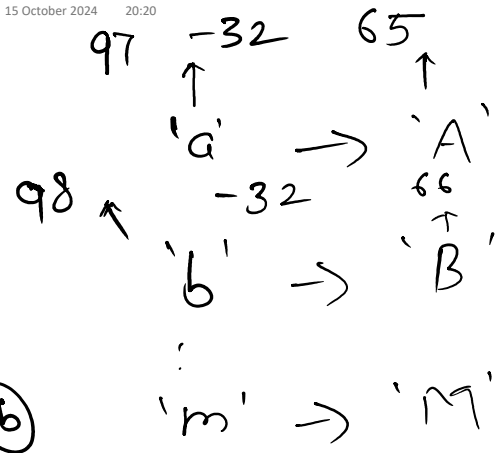 15 October 2024 20:20
97 -32 65
'a' → 'A'
98 -32 66
'b' → 'B'
:
b 'm' → 'M'